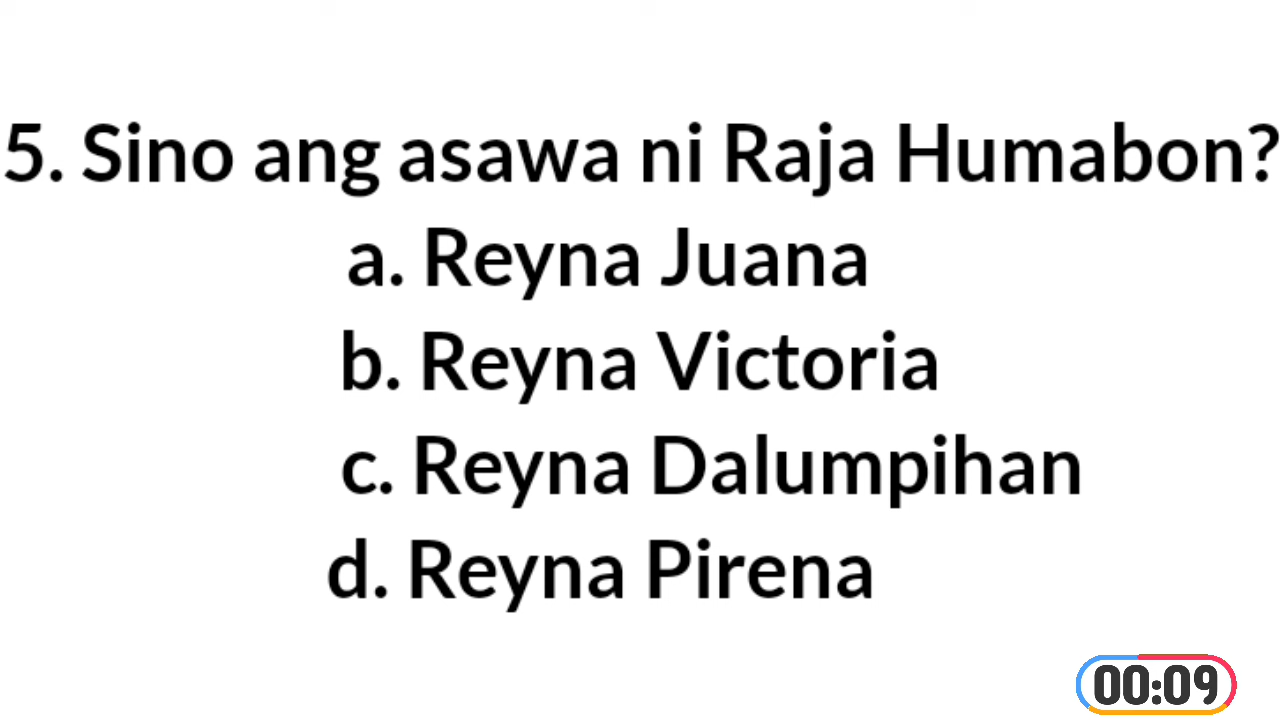 5. Sino ang asawa ni Raja Humabon?
a. Reyna Juana
b. Reyna Victoria
c. Reyna Dalumpihan
d. Reyna Pirena
00:09